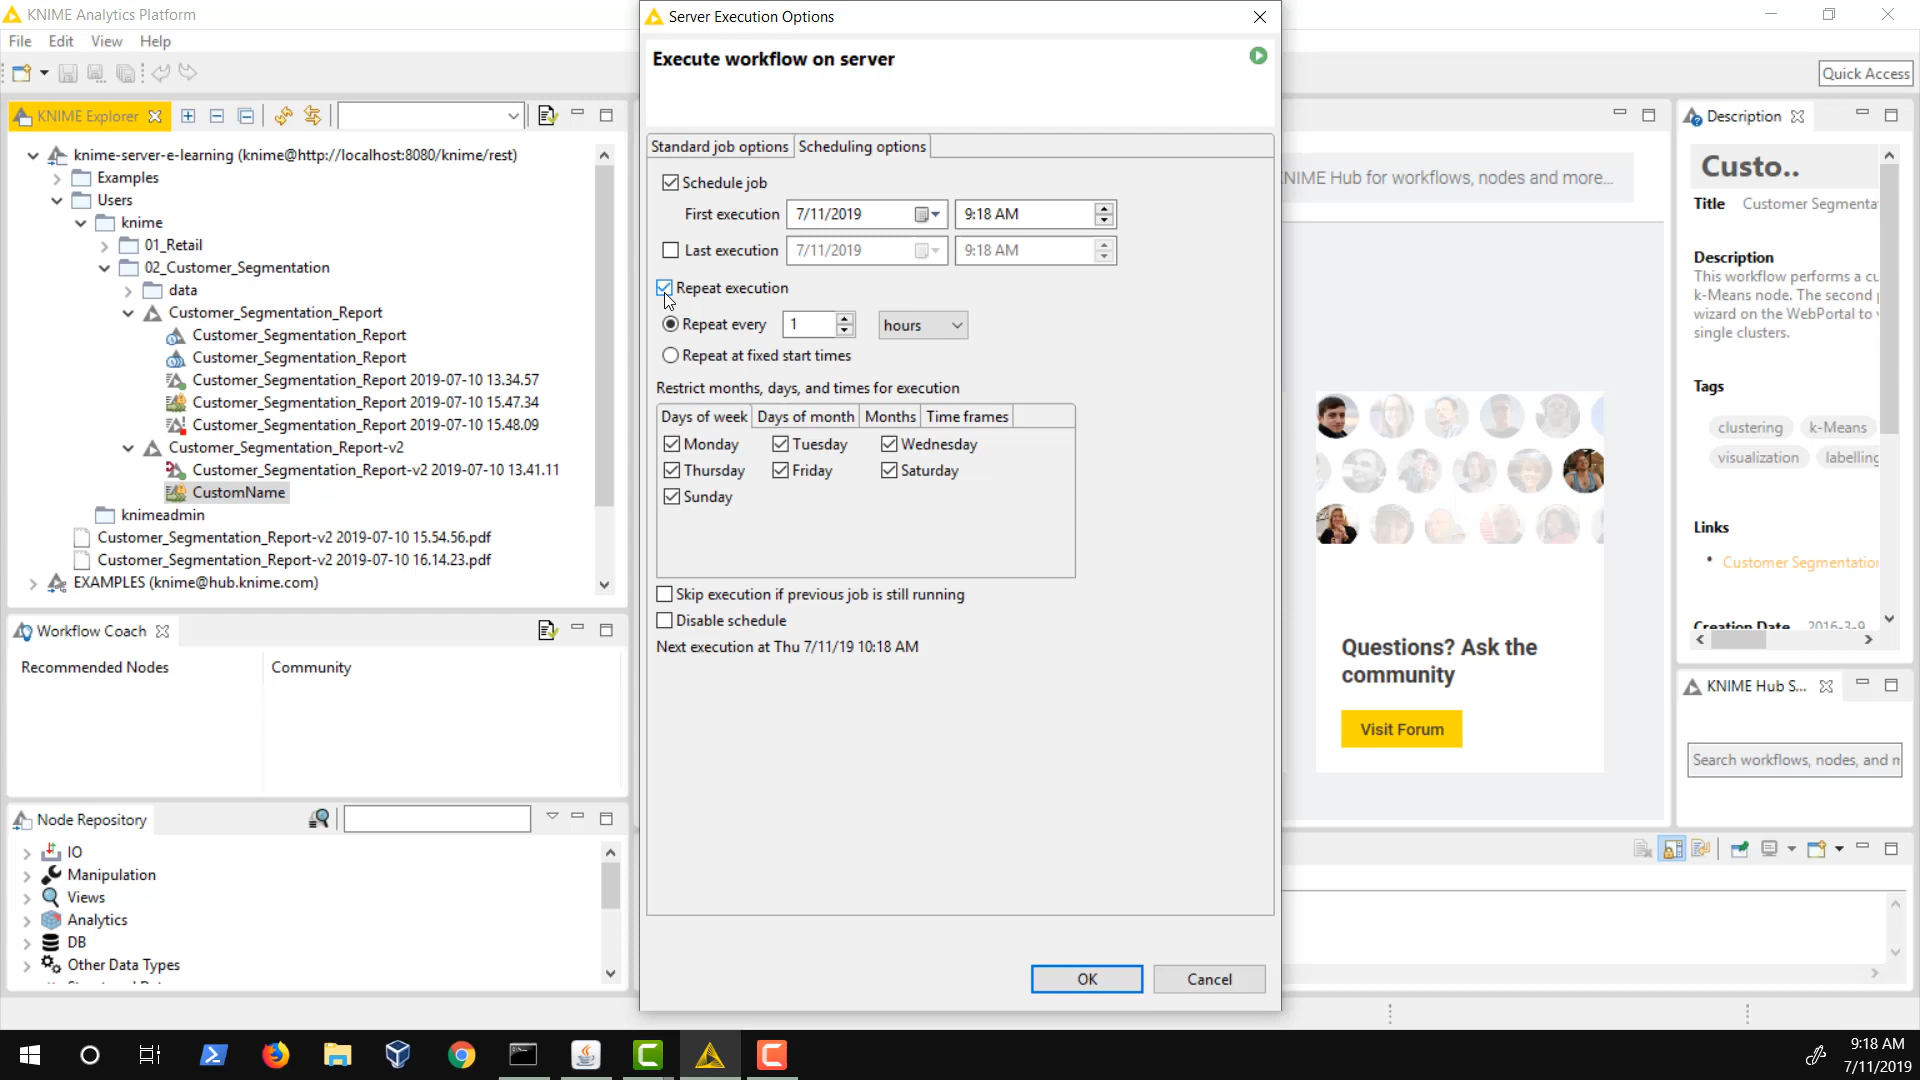 KNIME Analytics Platform
File Edit View Help
Quick Access
KNIME Explorer
knime-server-e-learning (knime@http://localhost:8080/knime/rest)
Examples
Users
knime
01_Retail
02_Customer_Segmentation
data
Customer_Segmentation_Report
Customer_Segmentation_Report
Customer_Segmentation_Report
Customer_Segmentation_Report 2019-07-10 13.34.57
Customer_Segmentation_Report 2019-07-10 15.47.34
Customer_Segmentation_Report 2019-07-10 15.48.09
Customer_Segmentation_Report-v2
Customer_Segmentation_Report-v2 2019-07-10 13.41.11
CustomName
knimeadmin
Customer_Segmentation_Report-v2 2019-07-10 15.54.56.pdf
Customer_Segmentation_Report-v2 2019-07-10 16.14.23.pdf
EXAMPLES (knime@hub.knime.com)
Workflow Coach
Recommended Nodes Community
Node Repository
IO
Manipulation
Views
Analytics
DB
Other Data Types
Server Execution Options
Execute workflow on server
Standard job options Scheduling options
Schedule job
First execution 7/11/2019 9:18 AM
Last execution 7/11/2019 9:18 AM
Repeat execution
Repeat every 1 hours
Repeat at fixed start times
Restrict months, days, and times for execution
Days of week Days of month Months Time frames
Monday Tuesday Wednesday
Thursday Friday Saturday
Sunday
Skip execution if previous job is still running
Disable schedule
Next execution at Thu 7/11/19 10:18 AM
OK Cancel
KNIME Hub for workflows, nodes and more...
Questions? Ask the
community
Visit Forum
Description
Custo..
Title Customer Segmenta
Description
This workflow performs a cu
k-Means node. The second
wizard on the WebPortal to
single clusters.
Tags
clustering k-Means
visualization labelling
Links
• Customer Segmentation
Creation Date 2016-3-9
KNIME Hub S...
Search workflows, nodes, and
9:18 AM
7/11/2019